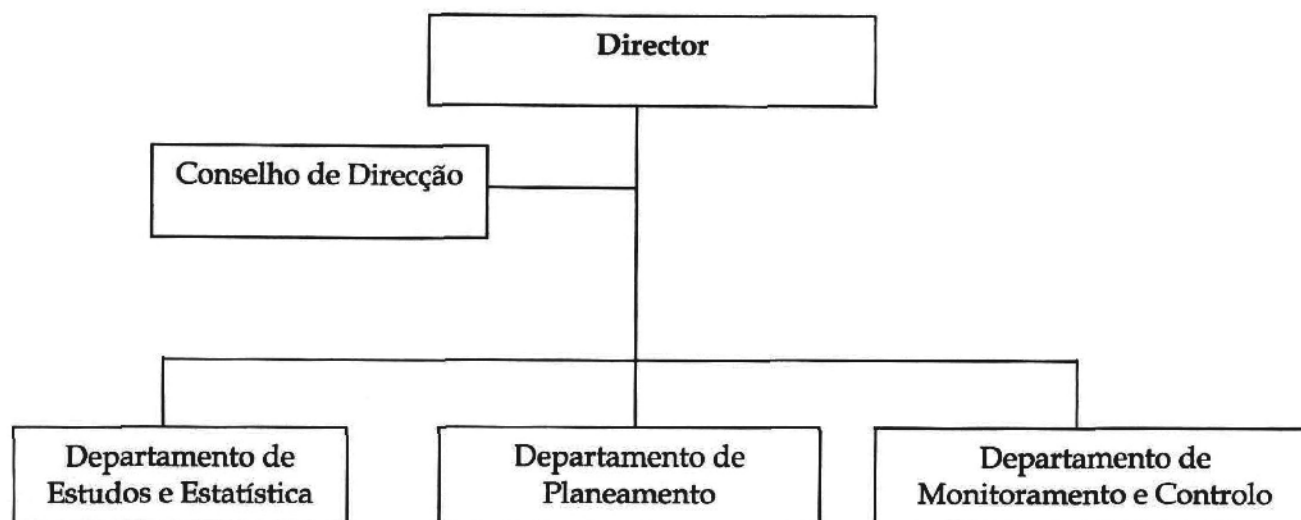 Director
Conselho de Direcção
Departamento de
Estudos e Estatística
Departamento de
Planeamento
Departamento de
Monitoramento e Controlo